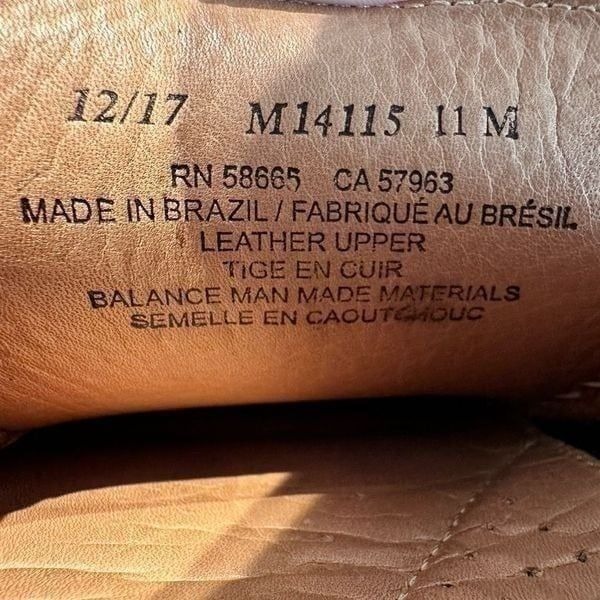 12/17 M14115 11 M
RN 58665 CA 57963
MADE IN BRAZIL / FABRIQUÉ AU BRÉSIL
LEATHER UPPER
TIGE EN CUIR
BALANCE MAN MADE MATERIALS
SEMELLE EN CAOUTCHOUC